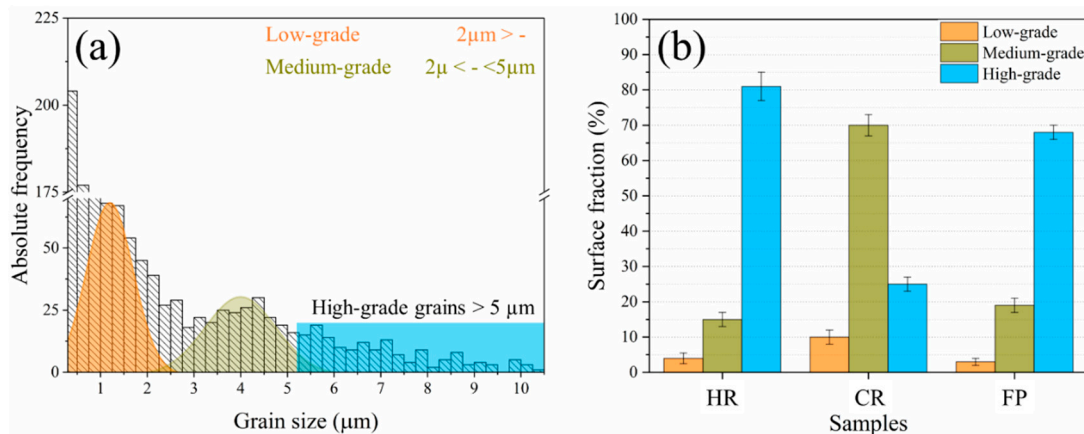 (a)
Low-grade 2µm > -
Medium-grade 2µ < - <5µm
High-grade grains > 5 µm
Absolute frequency
225
200
175
50
25
0
1 2 3 4 5 6 7 8 9 10
Grain size (µm)
(b)
Low-grade
Medium-grade
High-grade
Surface fraction (%)
100
90
80
70
60
50
40
30
20
10
0
HR CR FP
Samples